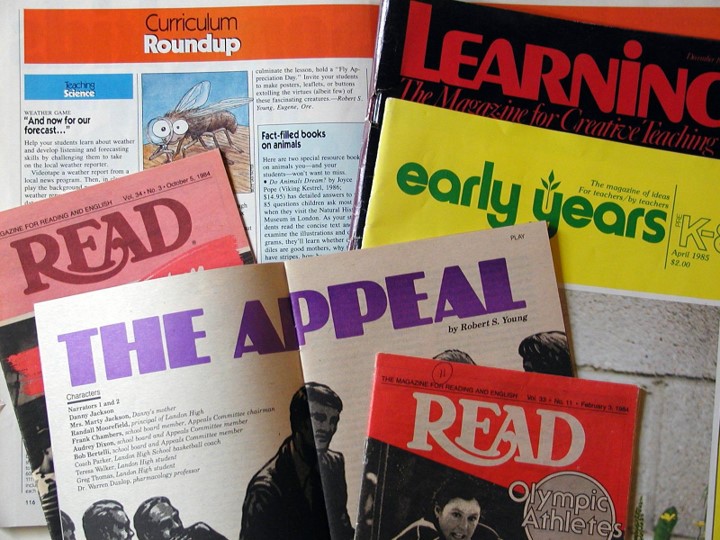 Curriculum
Roundup
Teaching
Science
WEATHER GAME
"And now for our
forecast..."
Help your students learn about weather
and develop listening and forecasting
skills by challenging them to take
on the local weather reporter.
Videotape a weather report from a
local news program. Then, in
play the background
culminate the lesson, hold a "Fly Ap-
preciation Day." Invite your students
to make posters, leaflets, or buttons
extolling the virtues (albeit few) of
these fascinating creatures.—Robert S.
Young, Eugene, Ore.
Fact-filled books
on animals
Here are two special resource book
on animals you—and your
students—won't want to miss.
• Do Animals Dream? by Joyce
Pope (Viking Kestrel, 1986;
$14.95) has detailed answers to
85 questions children ask most
when they visit the Natural Hist
Museum in London. As your stu
dents read the concise text and
examine the illustrations and d
grams, they'll learn whether c
diles are good mothers, why
have stripes, how
116
LEARNING
The Magazine for Creative Teaching
early years
The magazine of ideas
For teachers/by teachers
PRE K-8
April 1985
$2.00
MAGAZINE FOR READING AND ENGLISH Vol. 34 • No. 3 • October 5, 1984
READ
PLAY
THE APPEAL
by Robert S. Young
Characters
Narrators 1 and 2
Danny Jackson
Mrs. Marty Jackson, Danny's mother
Randall Moorefield, principal of Landon High
Frank Chambers, school board member, Appeals Committee chairman
Audrey Dixon, school board and Appeals Committee member
Bob Bertelli, school board and Appeals Committee member
Coach Parker, Landon High School basketball coach
Teresa Walker, Landon High student
Greg Thomas, Landon High student
Dr. Warren Dunlop, pharmacology professor
11
THE MAGAZINE FOR READING AND ENGLISH Vol. 33 • No. 11 • February 3, 1984
READ
Olympic
Athletes